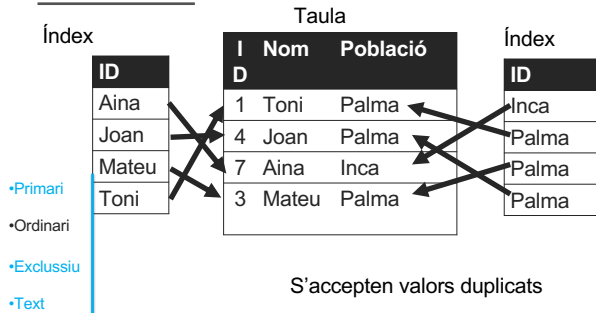 Taula
Índex
Índex
ID Nom Població
ID
ID
1 Toni Palma
4 Joan Palma
7 Aina Inca
3 Mateu Palma
Aina
Joan
Mateu
Toni
Inca
Palma
Palma
Palma
•Primari
•Ordinari
•Exclussiu
•Text
S'accepten valors duplicats